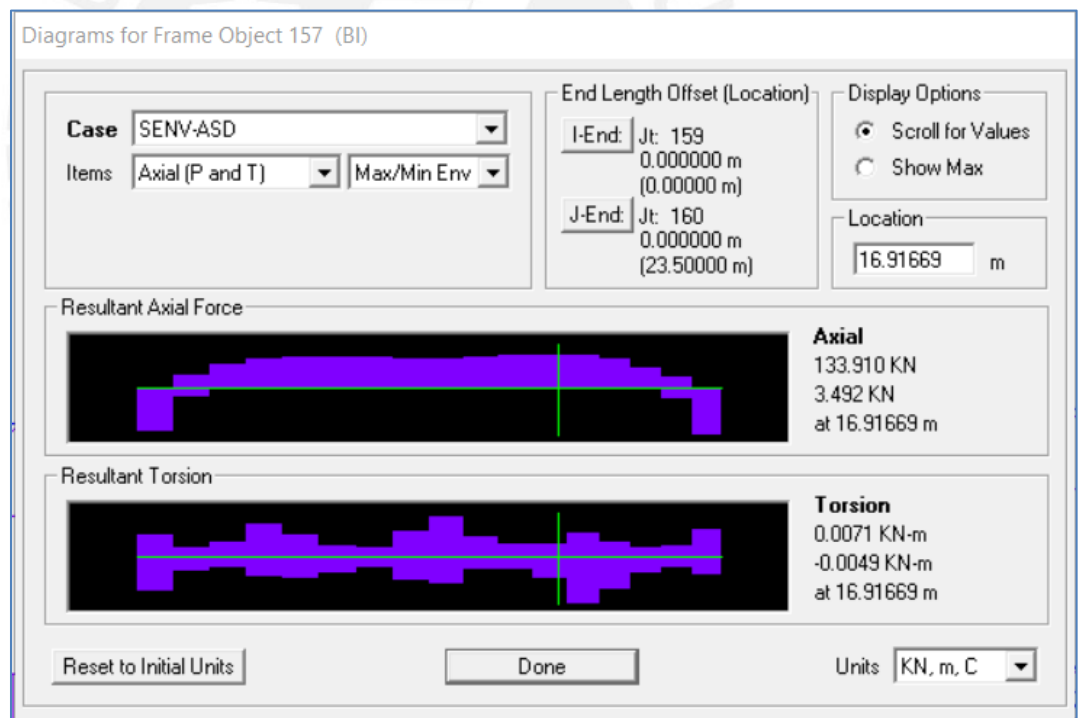 Diagrams for Frame Object 157 (BI)
Case SENV-ASD
Items Axial (P and T) Max/Min Env
End Length Offset (Location)
I-End: Jt: 159
0.000000 m
(0.00000 m)
J-End: Jt: 160
0.000000 m
(23.50000 m)
Display Options
Scroll for Values
Show Max
Location
16.91669 m
Resultant Axial Force
Axial
133.910 KN
3.492 KN
at 16.91669 m
Resultant Torsion
Torsion
0.0071 KN-m
-0.0049 KN-m
at 16.91669 m
Reset to Initial Units Done Units KN, m, C